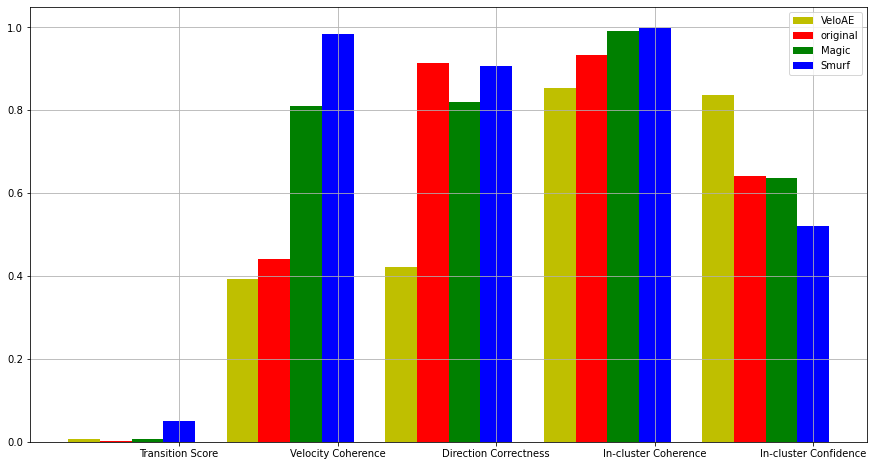 VeloAE
original
Magic
Smurf
1.0
0.8
0.6
0.4
0.2
0.0
Transition Score
Velocity Coherence
Direction Correctness
In-cluster Coherence
In-cluster Confidence